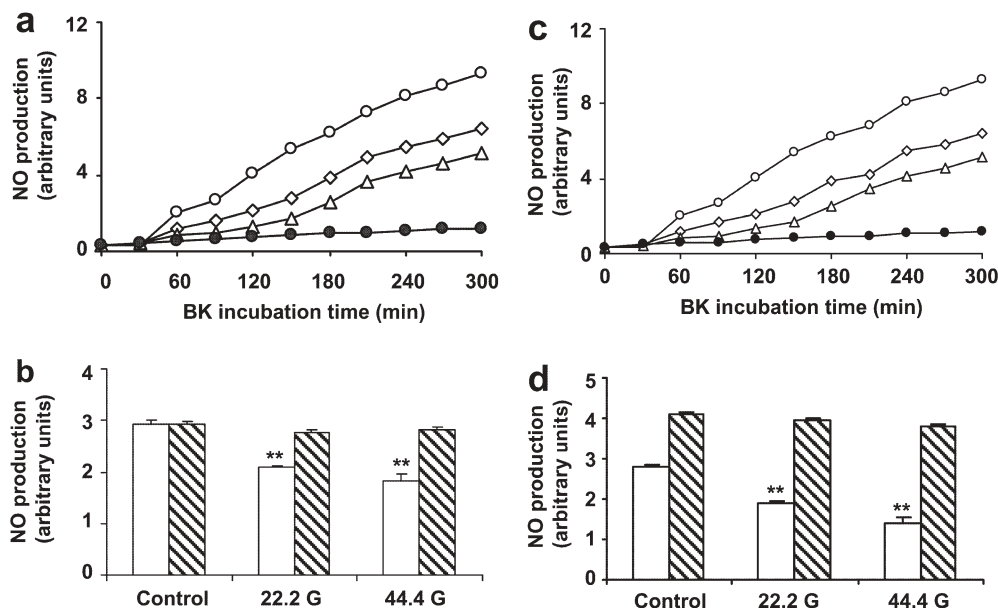 a
NO production
(arbitrary units)
12
8
4
0
0 60 120 180 240 300
BK incubation time (min)
c
NO production
(arbitrary units)
12
8
4
0
0 60 120 180 240 300
BK incubation time (min)
b
NO production
(arbitrary units)
4
3
2
1
0
**
**
Control 22.2 G 44.4 G
d
NO production
(arbitrary units)
5
4
3
2
1
0
**
**
Control 22.2 G 44.4 G